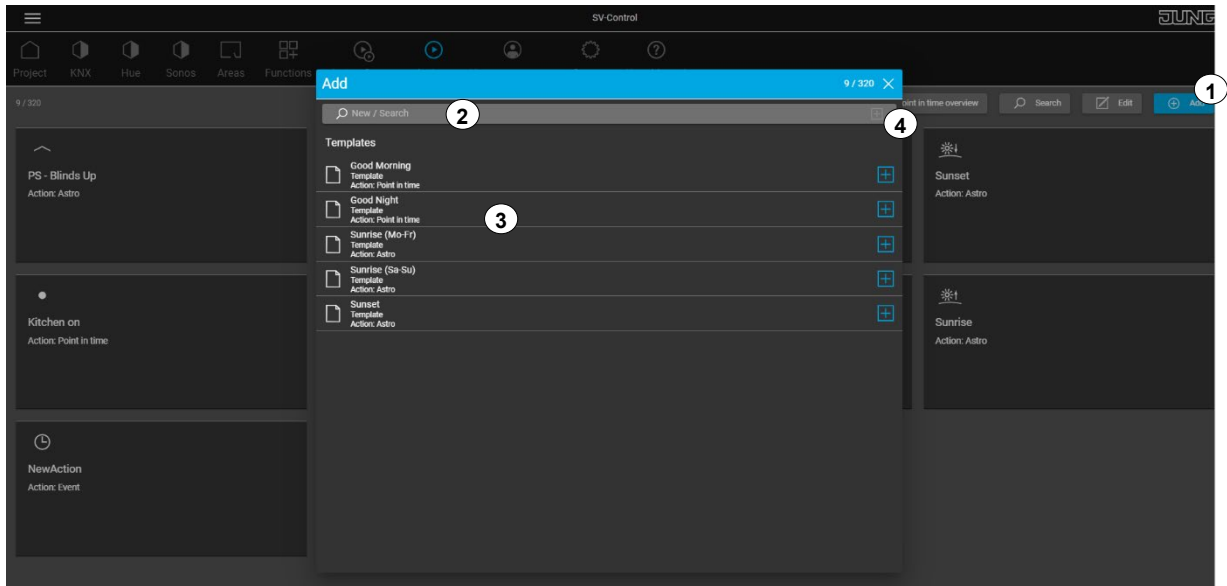 SV-Control
JUNG
Project
KNX
Hue
Sonos
Areas
Functions
9 / 320
Add
9 / 320
point in time overview
Search
Edit
Add
1
New / Search
2
4
Templates
Good Morning
Template
Action: Point in time
Good Night
Template
Action: Point in time
3
Sunrise (Mo-Fr)
Template
Action: Astro
Sunrise (Sa-Su)
Template
Action: Astro
Sunset
Template
Action: Astro
PS - Blinds Up
Action: Astro
Sunset
Action: Astro
Kitchen on
Action: Point in time
Sunrise
Action: Astro
NewAction
Action: Event